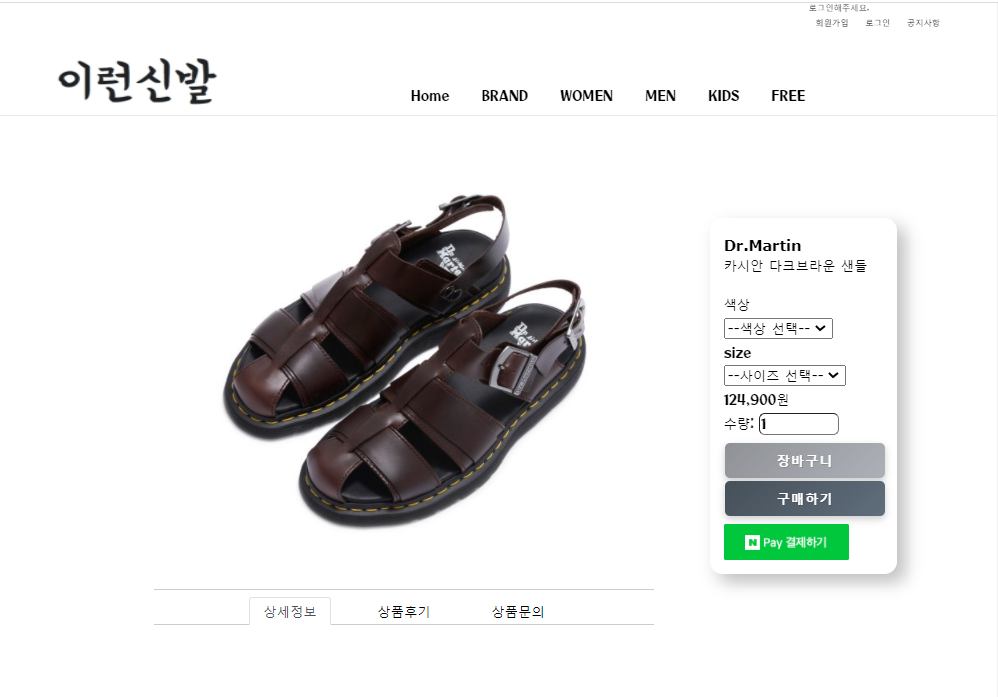 로그인해주세요.
회원가입 로그인 공지사항
이런신발
Home BRAND WOMEN MEN KIDS FREE
Dr.Martin
카시안 다크브라운 샌들
색상
--색상 선택--
size
--사이즈 선택--
124,900원
수량: 1
장바구니
구매하기
N Pay 결제하기
상세정보 상품후기 상품문의